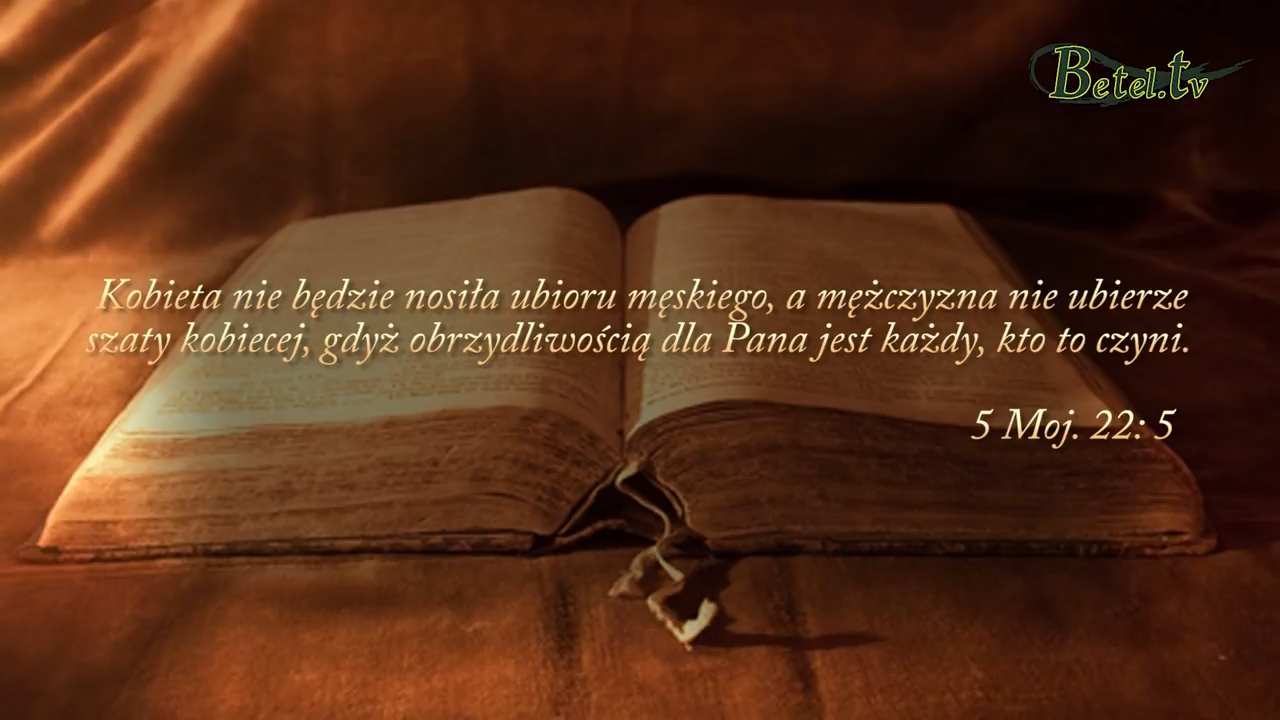 Betel.tv
Kobieta nie będzie nosiła ubioru męskiego, a mężczyzna nie ubierze
szaty kobiecej, gdyż obrzydliwością dla Pana jest każdy, kto to czyni.
5 Moj. 22: 5